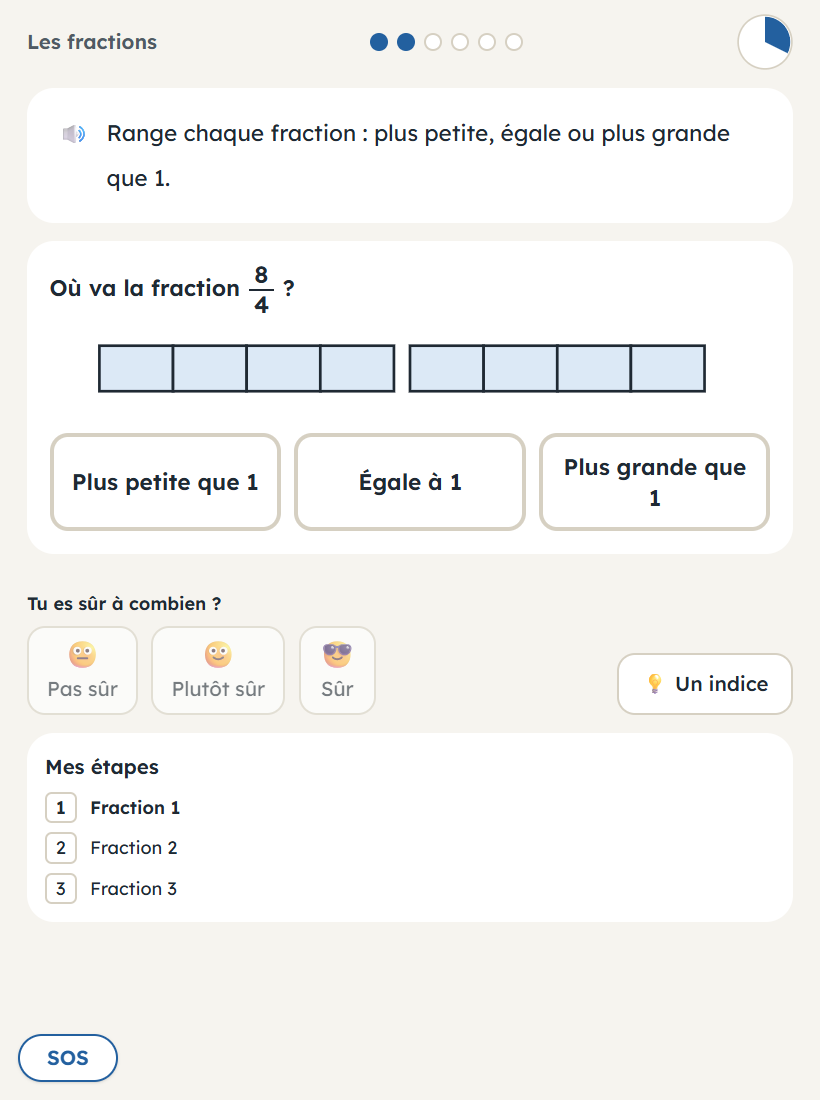 Les fractions
Range chaque fraction : plus petite, égale ou plus grande
que 1.
Où va la fraction 8/4 ?
Plus petite que 1
Égale à 1
Plus grande que
1
Tu es sûr à combien ?
Pas sûr
Plutôt sûr
Sûr
Un indice
Mes étapes
1 Fraction 1
2 Fraction 2
3 Fraction 3
SOS